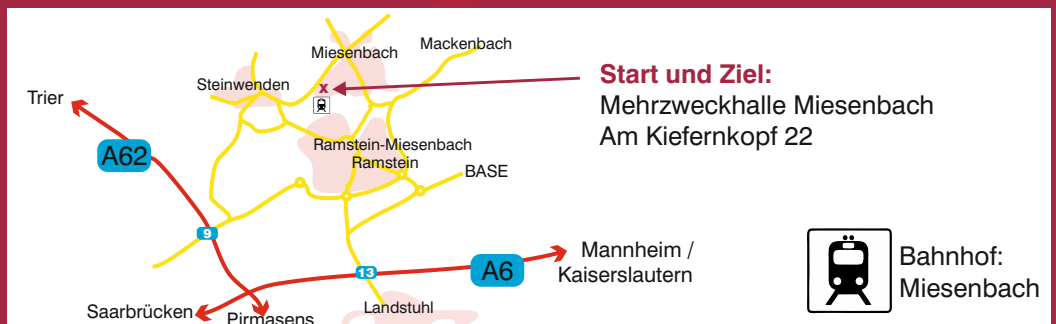 Mackenbach
Miesenbach
Steinwenden
x
Trier
A62
Ramstein-Miesenbach
Ramstein
BASE
9
13
A6
Mannheim /
Kaiserslautern
Saarbrücken
Pirmasens
Landstuhl
Start und Ziel:
Mehrzweckhalle Miesenbach
Am Kiefernkopf 22
Bahnhof:
Miesenbach